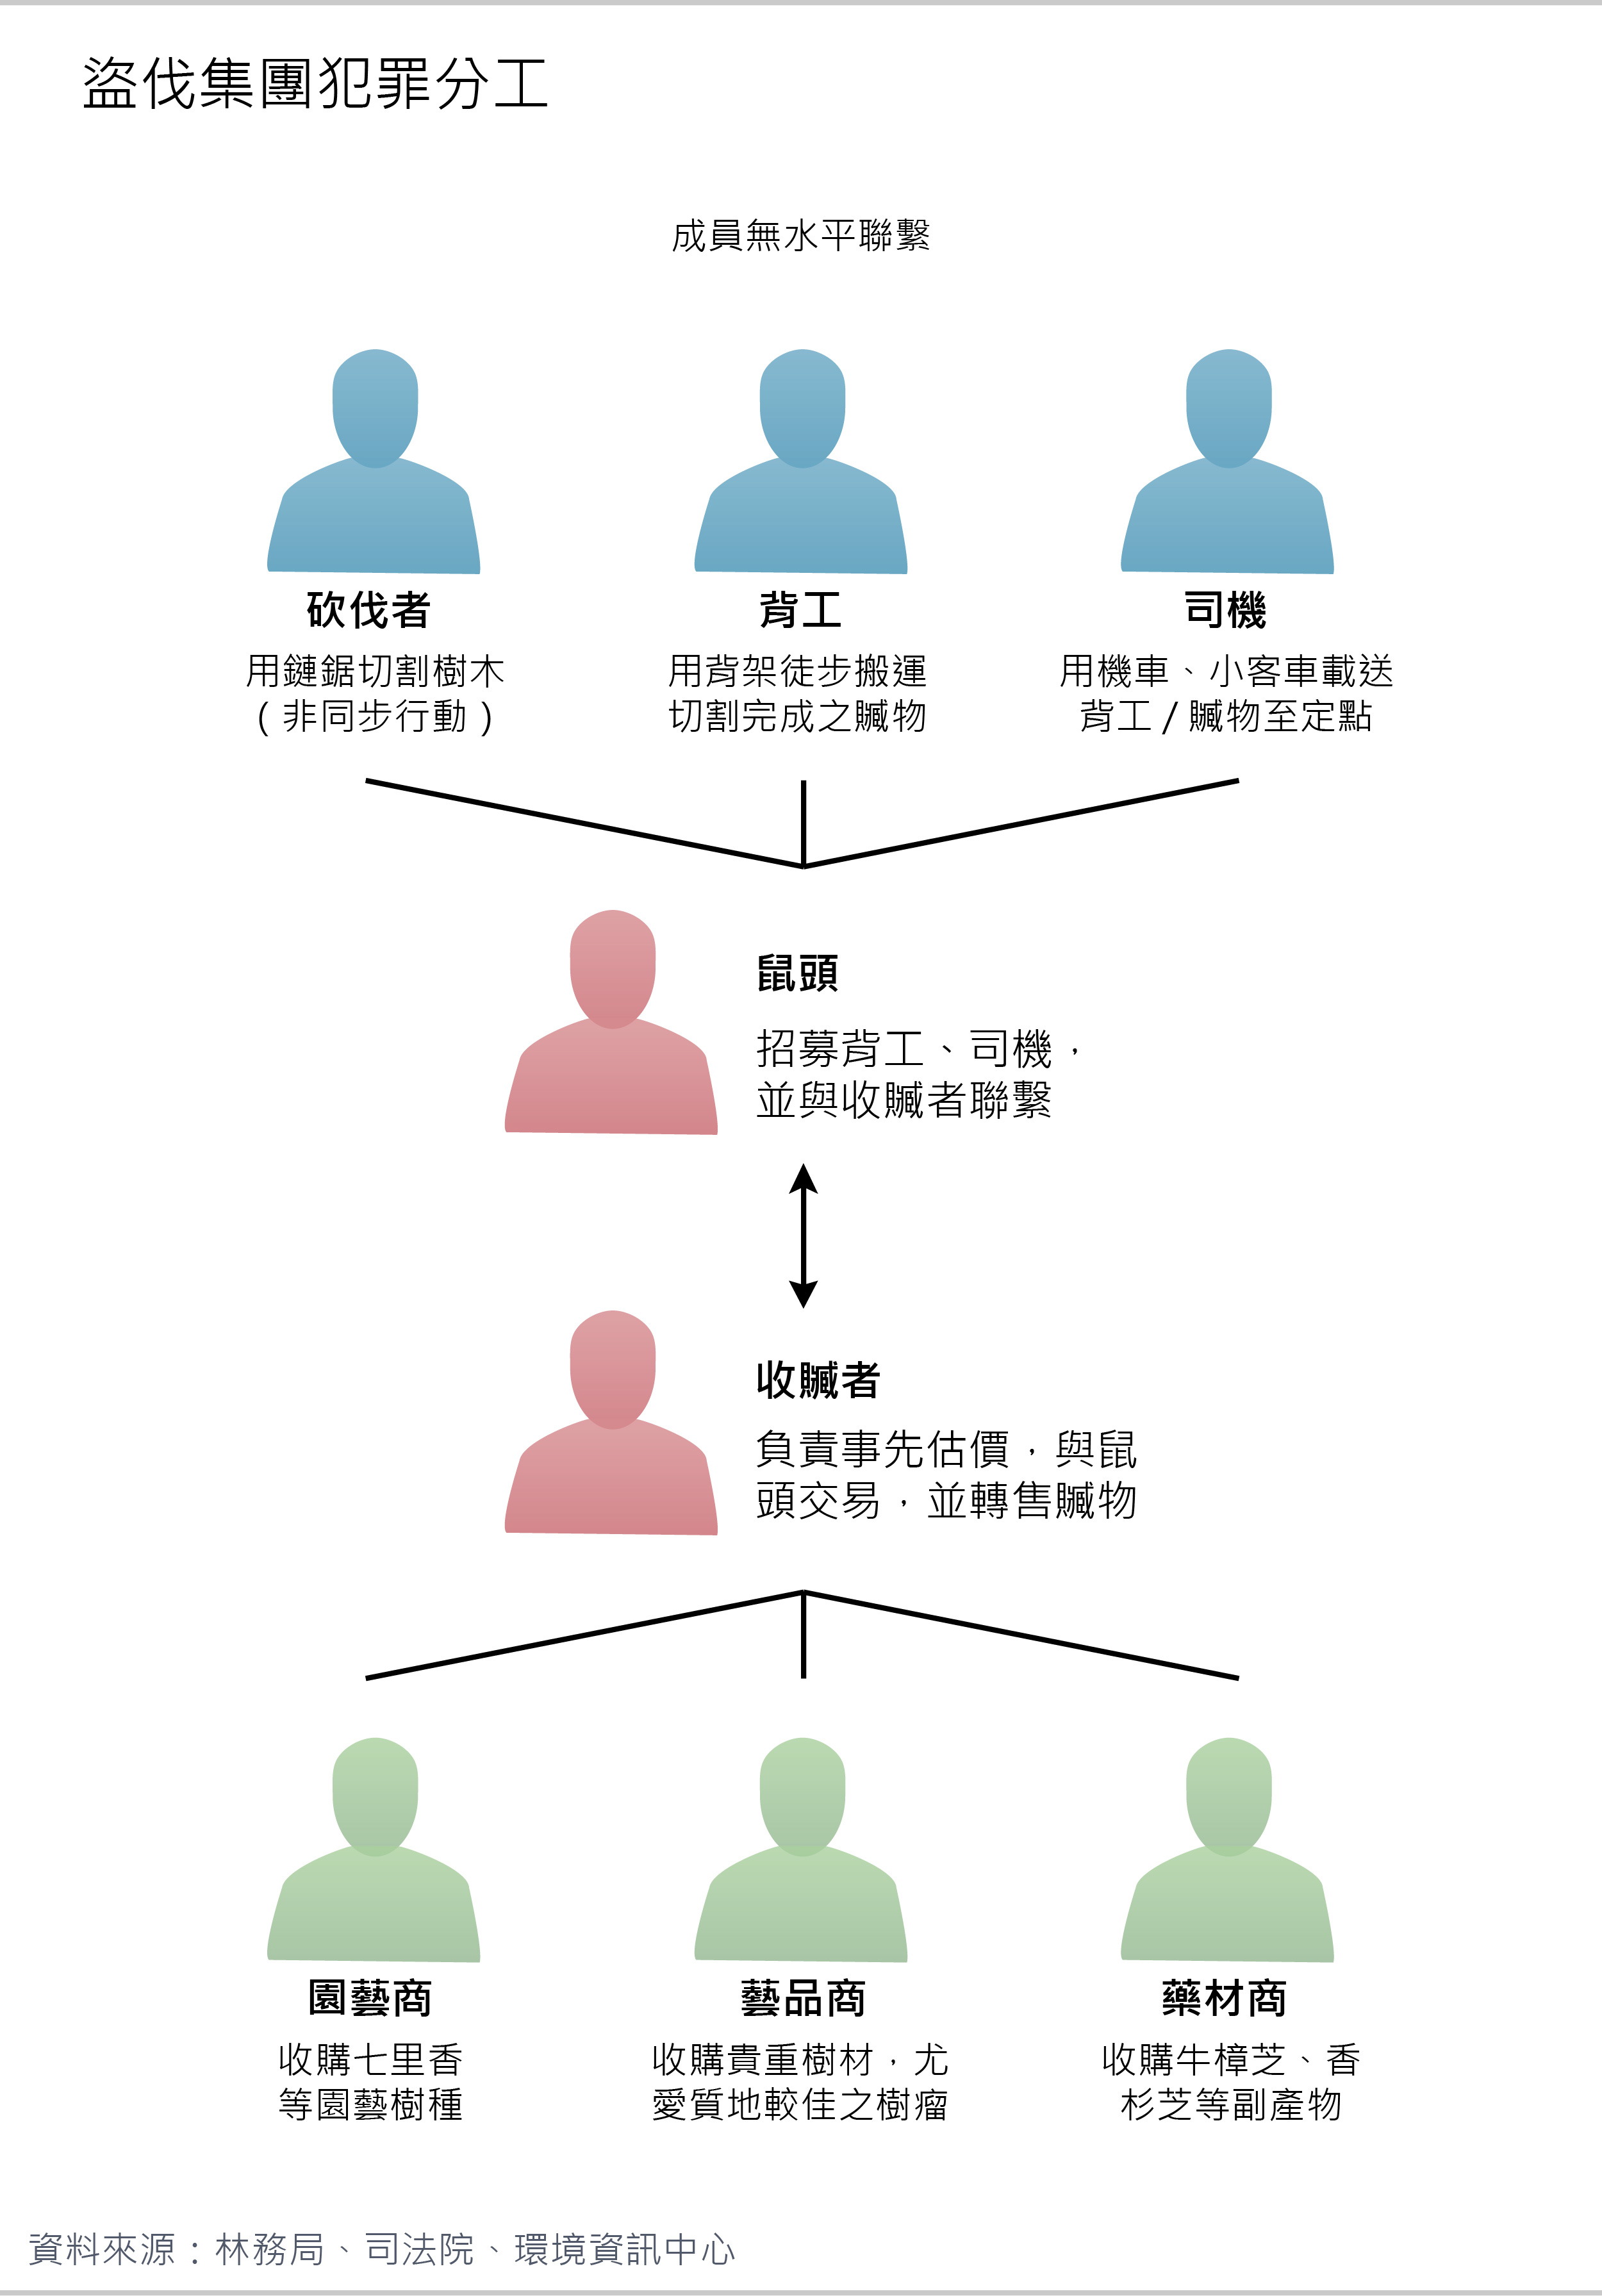 盜伐集團犯罪分工
成員無水平聯繫
砍伐者
用鏈鋸切割樹木
(非同步行動)
背工
用背架徒步搬運
切割完成之贓物
司機
用機車、小客車載送
背工/贓物至定點
鼠頭
招募背工、司機，
並與收贓者聯繫
收贓者
負責事先估價，與鼠
頭交易，並轉售贓物
園藝商
收購七里香
等園藝樹種
藝品商
收購貴重樹材，尤
愛質地較佳之樹瘤
藥材商
收購牛樟芝、香
杉芝等副產物
資料來源：林務局、司法院、環境資訊中心